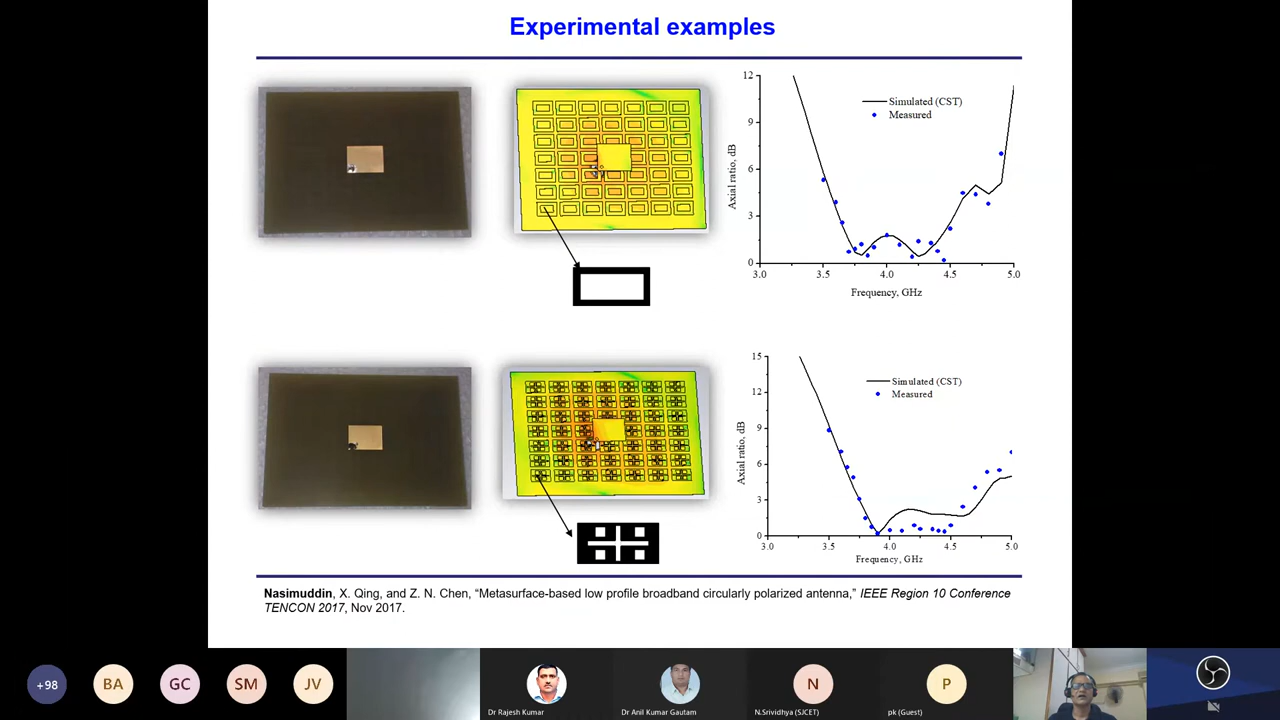 Experimental examples
12
9
6
3
0
Axial ratio, dB
Simulated (CST)
Measured
3.0 3.5 4.0 4.5 5.0
Frequency, GHz
15
12
9
6
3
0
Axial ratio, dB
Simulated (CST)
Measured
3.0 3.5 4.0 4.5 5.0
Frequency, GHz
Nasimuddin, X. Qing, and Z. N. Chen, “Metasurface-based low profile broadband circularly polarized antenna,” IEEE Region 10 Conference
TENCON 2017, Nov 2017.
+98 BA GC SM JV N P
Dr Rajesh Kumar Dr Anil Kumar Gautam N.Srividhya (SJCET) pk (Guest)